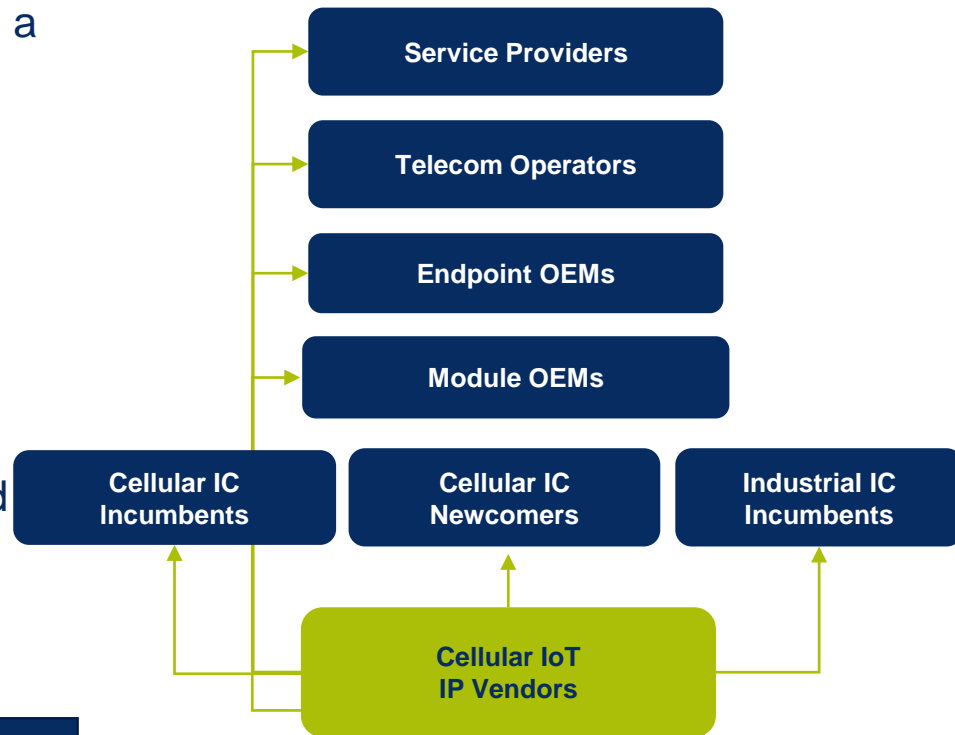 a
Service Providers
Telecom Operators
Endpoint OEMs
Module OEMs
d
Cellular IC
Incumbents
Cellular IC
Newcomers
Industrial IC
Incumbents
Cellular IoT
IP Vendors